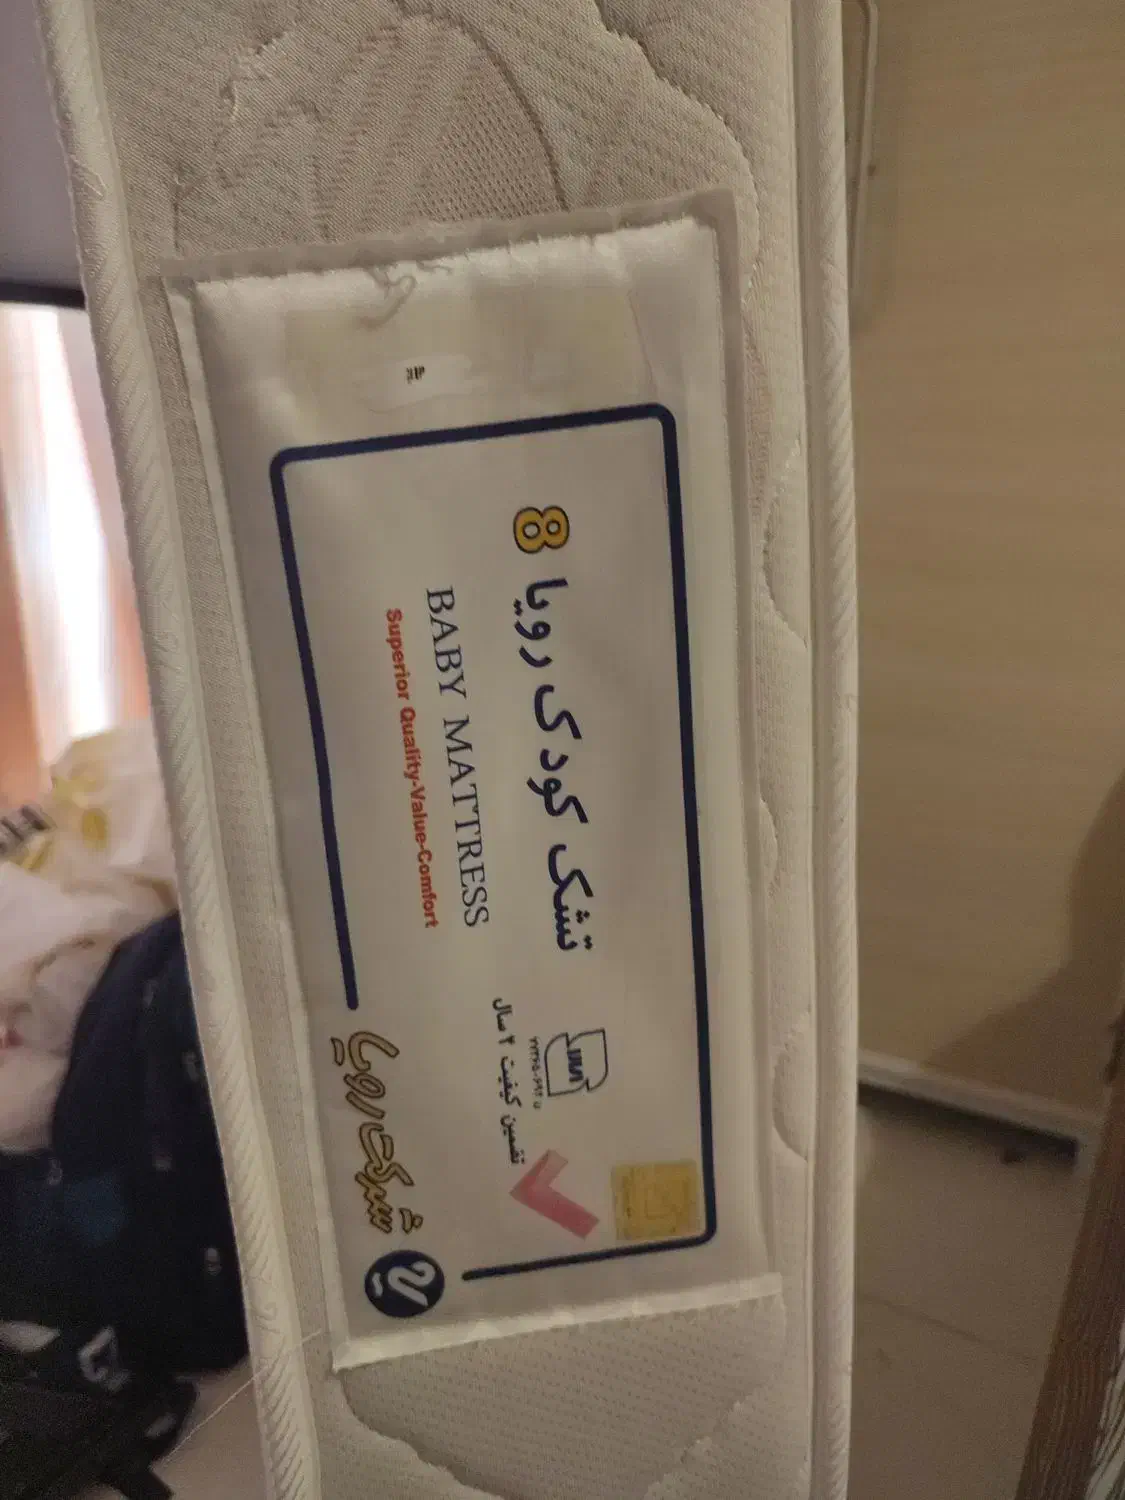 تشک کودک رویا 8
BABY MATTRESS
Superior Quality-Value-Comfort
تضمین کیفیت ۲ سال
شرکت رویا